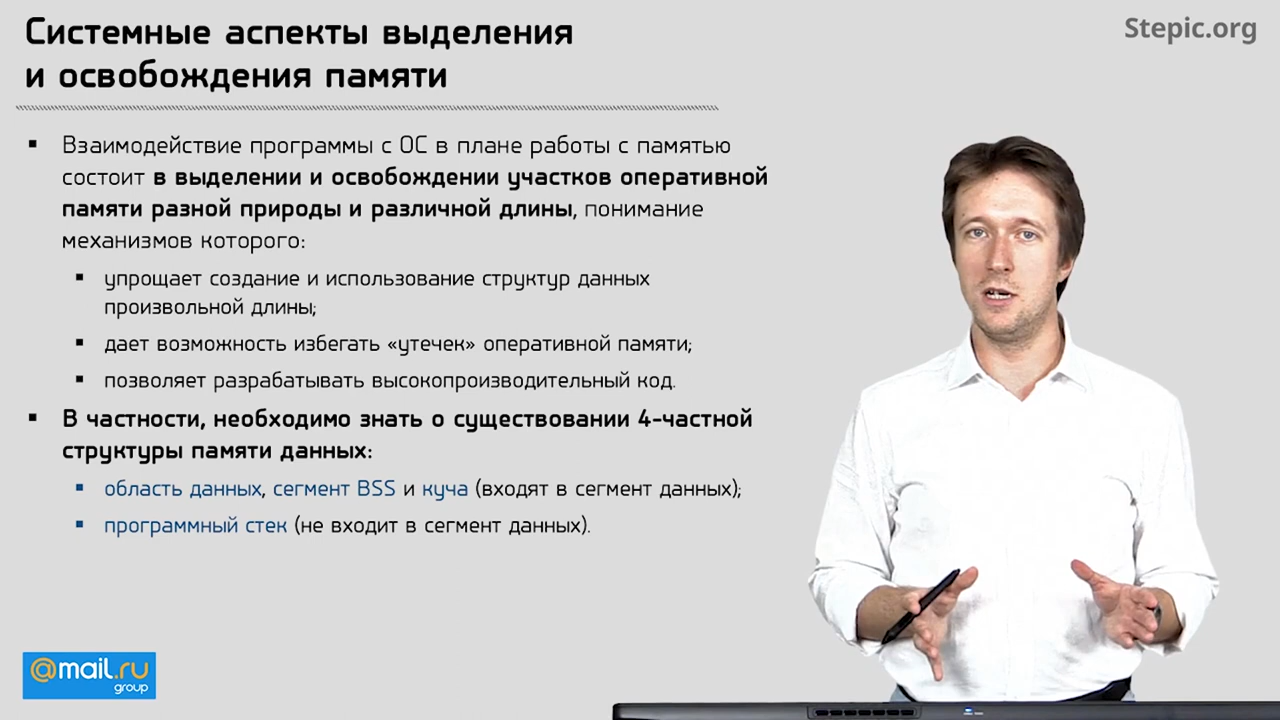 Системные аспекты выделения
и освобождения памяти
Stepic.org
▪ Взаимодействие программы с ОС в плане работы с памятью
состоит в выделении и освобождении участков оперативной
памяти разной природы и различной длины, понимание
механизмов которого:
▪ упрощает создание и использование структур данных
произвольной длины;
▪ дает возможность избегать «утечек» оперативной памяти;
▪ позволяет разрабатывать высокопроизводительный код.
▪ В частности, необходимо знать о существовании 4-частной
структуры памяти данных:
▪ область данных, сегмент BSS и куча (входят в сегмент данных);
▪ программный стек (не входит в сегмент данных).
@mail.ru
group